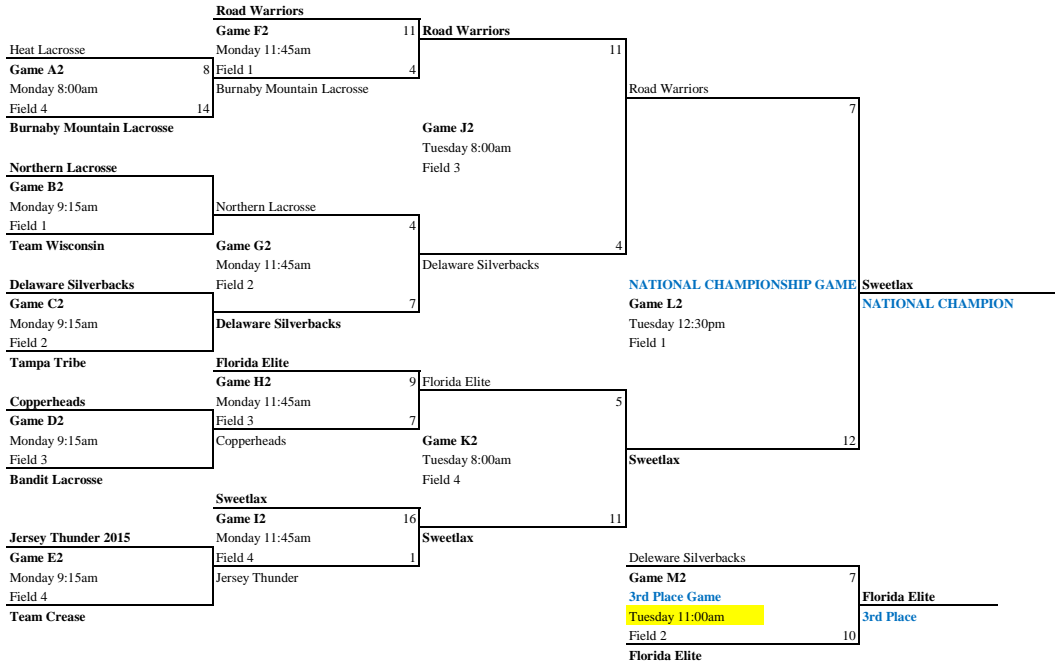 Heat Lacrosse
Game A2 8
Monday 8:00am
Field 4 14
Burnaby Mountain Lacrosse
Northern Lacrosse
Game B2
Monday 9:15am
Field 1
Team Wisconsin
Delaware Silverbacks
Game C2
Monday 9:15am
Field 2
Tampa Tribe
Copperheads
Game D2
Monday 9:15am
Field 3
Bandit Lacrosse
Jersey Thunder 2015
Game E2
Monday 9:15am
Field 4
Team Crease
Road Warriors
Game F2 11
Monday 11:45am
Field 1 4
Burnaby Mountain Lacrosse
Northern Lacrosse
4
Game G2
Monday 11:45am
Field 2
7
Delaware Silverbacks
Florida Elite
Game H2 9
Monday 11:45am
Field 3 7
Copperheads
Sweetlax
Game I2 16
Monday 11:45am
Field 4 1
Jersey Thunder
Road Warriors
11
Game J2
Tuesday 8:00am
Field 3
4
Delaware Silverbacks
Florida Elite
5
Game K2
Tuesday 8:00am
Field 4
11
Sweetlax
Road Warriors
7
NATIONAL CHAMPIONSHIP GAME
Game L2
Tuesday 12:30pm
Field 1
12
Sweetlax
Deleware Silverbacks
Game M2 7
3rd Place Game
Tuesday 11:00am
Field 2 10
Florida Elite
Sweetlax
NATIONAL CHAMPION
Florida Elite
3rd Place